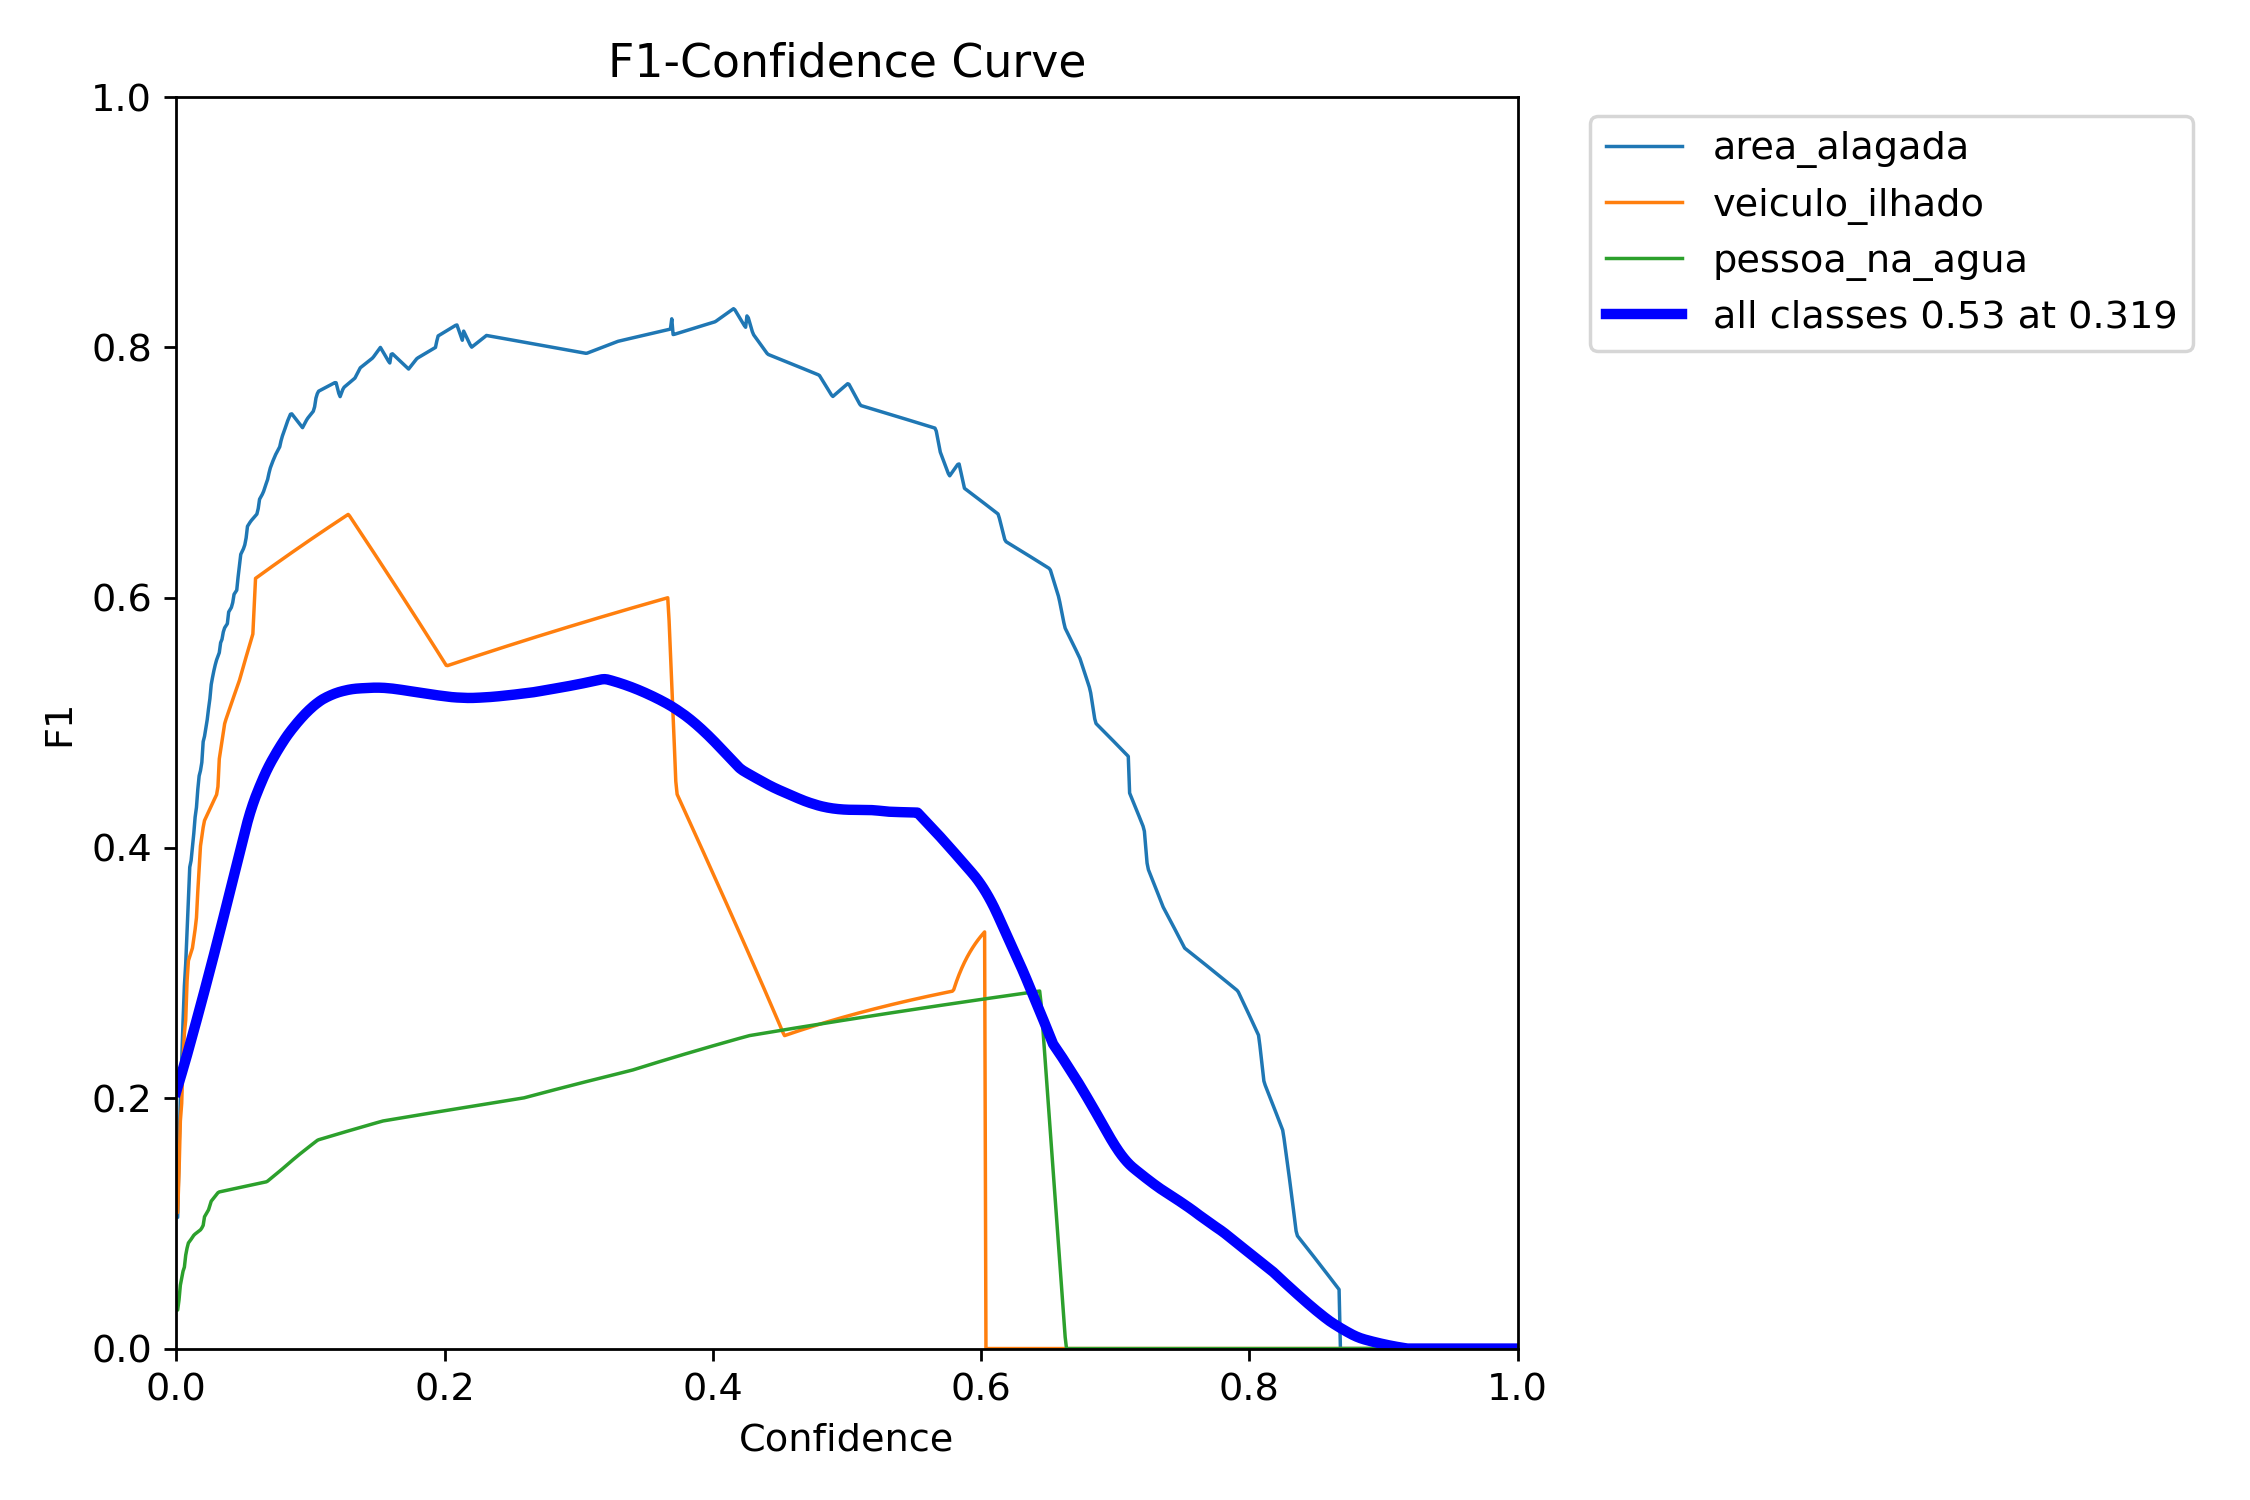 F1-Confidence Curve
area_alagada
veiculo_ilhado
pessoa_na_agua
all classes 0.53 at 0.319
F1
1.0
0.8
0.6
0.4
0.2
0.0
0.0 0.2 0.4 0.6 0.8 1.0
Confidence